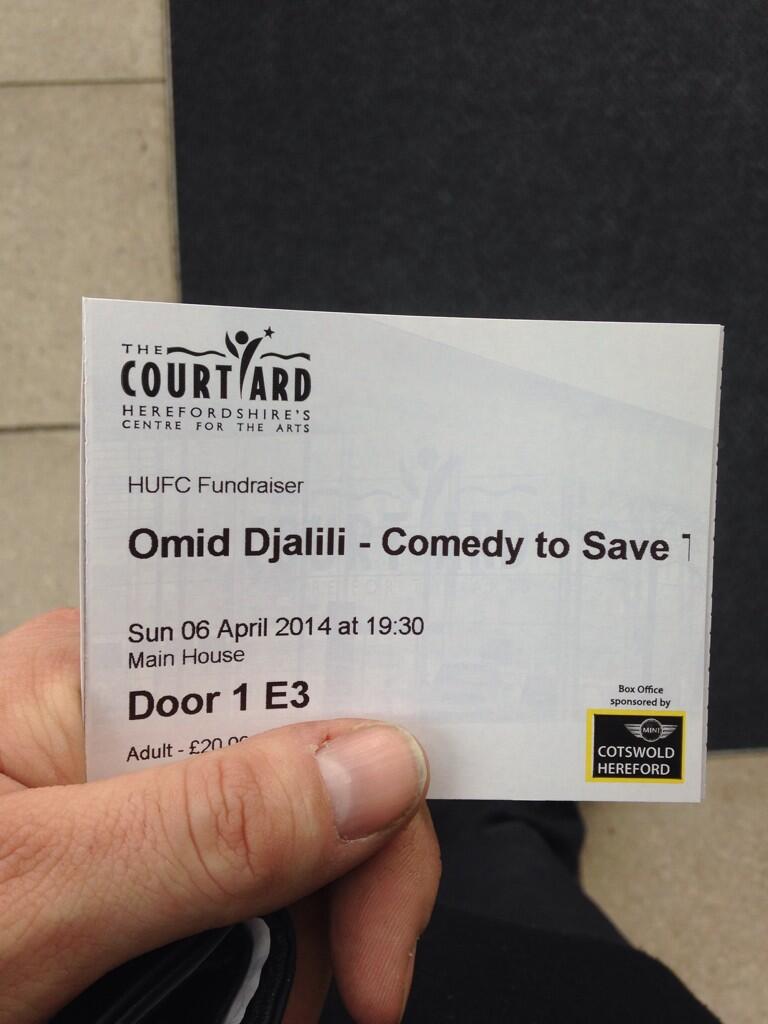 THE
COURTYARD
HEREFORDSHIRE'S
CENTRE FOR THE ARTS
HUFC Fundraiser
Omid Djalili - Comedy to Save T
Sun 06 April 2014 at 19:30
Main House
Door 1 E3
Adult - £20.00
Box Office
sponsored by
MINI
COTSWOLD
HEREFORD